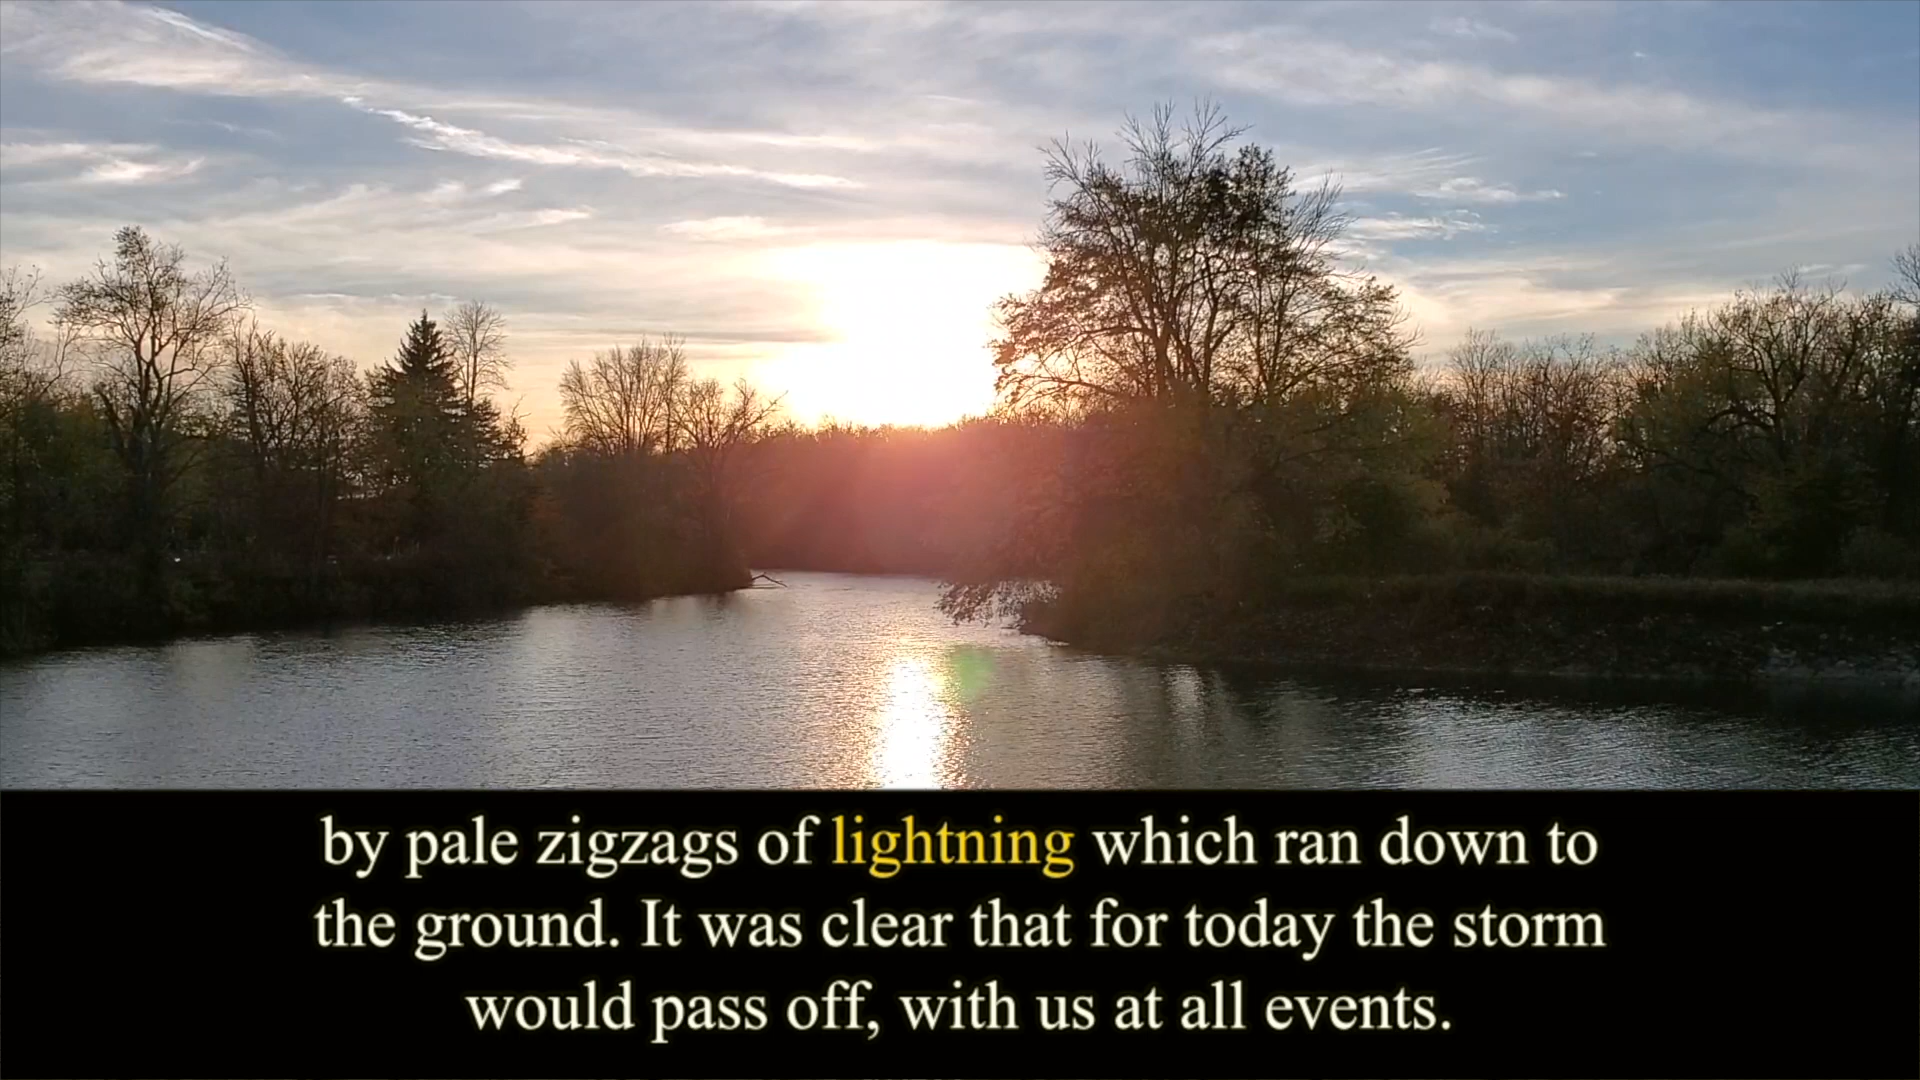 by pale zigzags of lightning which ran down to
the ground. It was clear that for today the storm
would pass off, with us at all events.